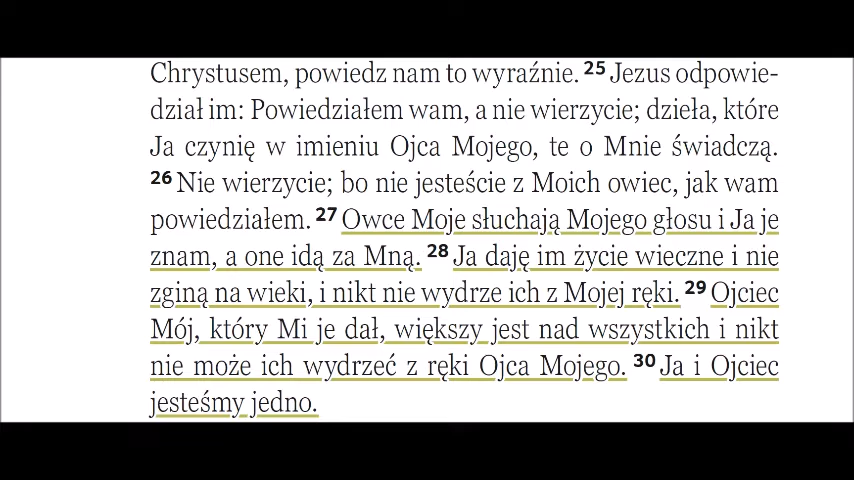 Chrystusem, powiedz nam to wyraźnie. 25 Jezus odpowie-
dział im: Powiedziałem wam, a nie wierzycie; dzieła, które
Ja czynię w imieniu Ojca Mojego, te o Mnie świadczą.
26 Nie wierzycie; bo nie jesteście z Moich owiec, jak wam
powiedziałem. 27 Owce Moje słuchają Mojego głosu i Ja je
znam, a one idą za Mną. 28 Ja daję im życie wieczne i nie
zginą na wieki, i nikt nie wydrze ich z Mojej ręki. 29 Ojciec
Mój, który Mi je dał, większy jest nad wszystkich i nikt
nie może ich wydrzeć z ręki Ojca Mojego. 30 Ja i Ojciec
jesteśmy jedno.